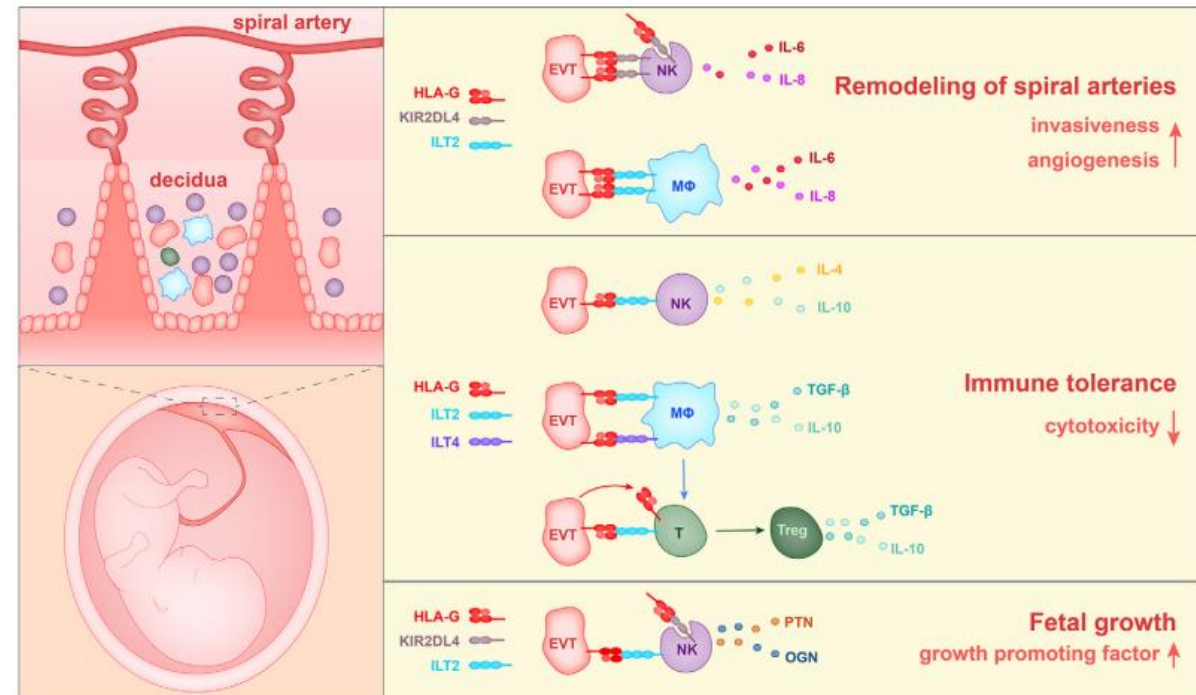 spiral artery
decidua
HLA-G
KIR2DL4
ILT2
EVT
NK
IL-6
IL-8
EVT
MΦ
IL-6
IL-8
Remodeling of spiral arteries
invasiveness
angiogenesis
EVT
NK
IL-4
IL-10
HLA-G
ILT2
ILT4
EVT
MΦ
TGF-β
IL-10
EVT
T
Treg
TGF-β
IL-10
Immune tolerance
cytotoxicity
HLA-G
KIR2DL4
ILT2
EVT
NK
PTN
OGN
Fetal growth
growth promoting factor